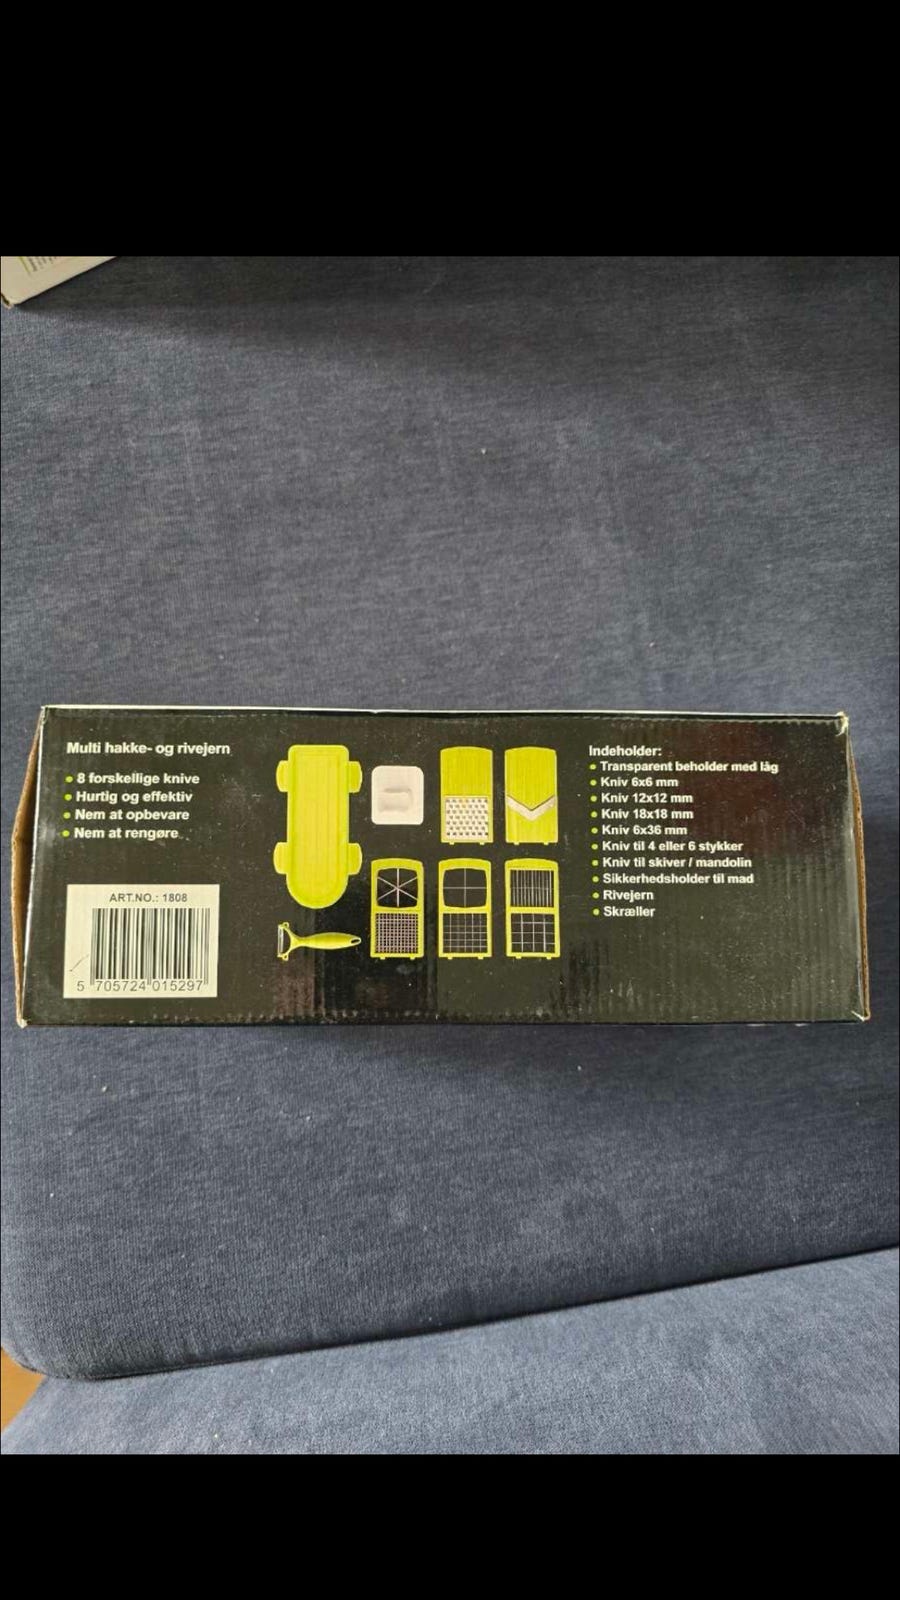 Multi hakke- og rivejern
• 8 forskellige knive
• Hurtig og effektiv
• Nem at opbevare
• Nem at rengøre
ART.NO.: 1808
5 705724 015297
Indeholder:
• Transparent beholder med låg
• Kniv 6x6 mm
• Kniv 12x12 mm
• Kniv 18x18 mm
• Kniv 6x36 mm
• Kniv til 4 eller 6 stykker
• Kniv til skiver / mandolin
• Sikkerhedsholder til mad
• Rivejern
• Skræller